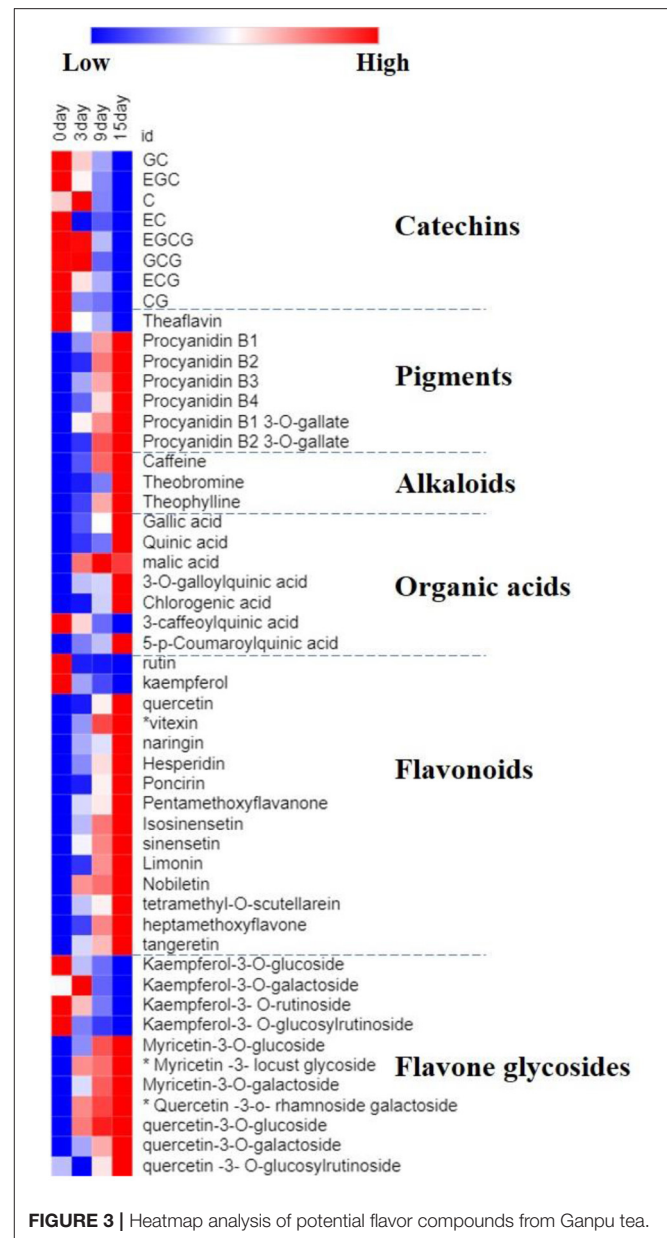 Low High
0day 3day 9day 15day id
GC
EGC
C
EC
EGCG
GCG
ECG
CG
Catechins
Theaflavin
Procyanidin B1
Procyanidin B2
Procyanidin B3
Procyanidin B4
Procyanidin B1 3-O-gallate
Procyanidin B2 3-O-gallate
Pigments
Caffeine
Theobromine
Theophylline
Alkaloids
Gallic acid
Quinic acid
malic acid
3-O-galloylquinic acid
Chlorogenic acid
3-caffeoylquinic acid
5-p-Coumaroylquinic acid
Organic acids
rutin
kaempferol
quercetin
*vitexin
naringin
Hesperidin
Poncirin
Pentamethoxyflavanone
Isosinensetin
sinensetin
Limonin
Nobiletin
tetramethyl-O-scutellarein
heptamethoxyflavone
tangeretin
Flavonoids
Kaempferol-3-O-glucoside
Kaempferol-3-O-galactoside
Kaempferol-3- O-rutinoside
Kaempferol-3- O-glucosylrutinoside
Myricetin-3-O-glucoside
* Myricetin -3- locust glycoside
Myricetin-3-O-galactoside
* Quercetin -3-o- rhamnoside galactoside
quercetin-3-O-glucoside
quercetin-3-O-galactoside
quercetin -3- O-glucosylrutinoside
Flavone glycosides
FIGURE 3 | Heatmap analysis of potential flavor compounds from Ganpu tea.